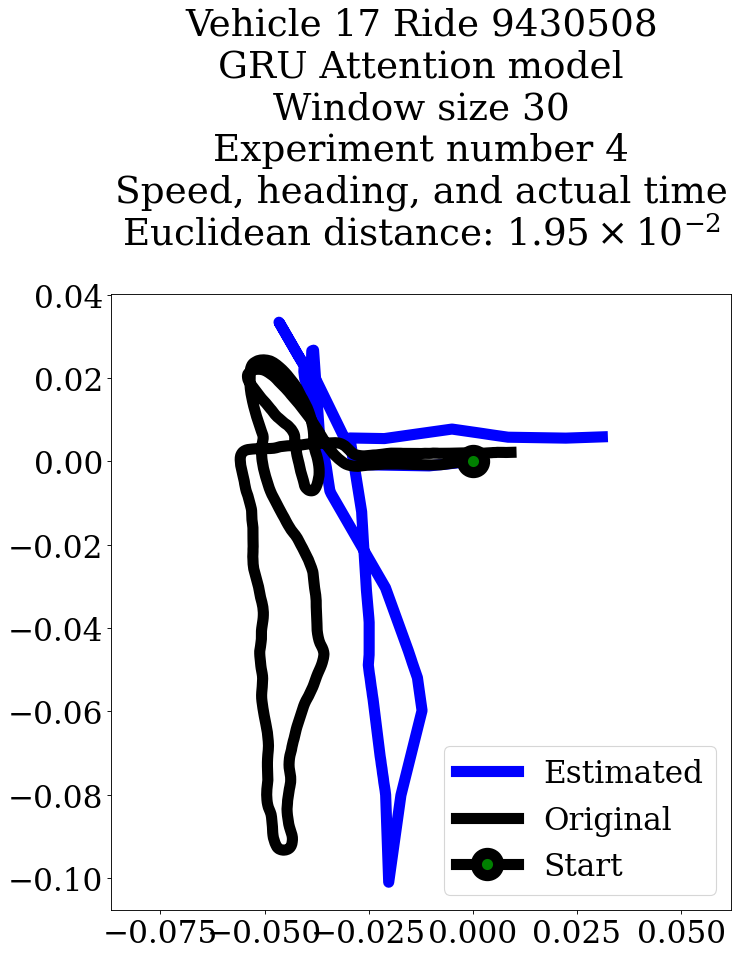 Vehicle 17 Ride 9430508
GRU Attention model
Window size 30
Experiment number 4
Speed, heading, and actual time
Euclidean distance: 1.95 × 10⁻²
0.04
0.02
0.00
−0.02
−0.04
−0.06
−0.08
−0.10
Estimated
Original
Start
−0.075 −0.050 −0.025 0.000 0.025 0.050